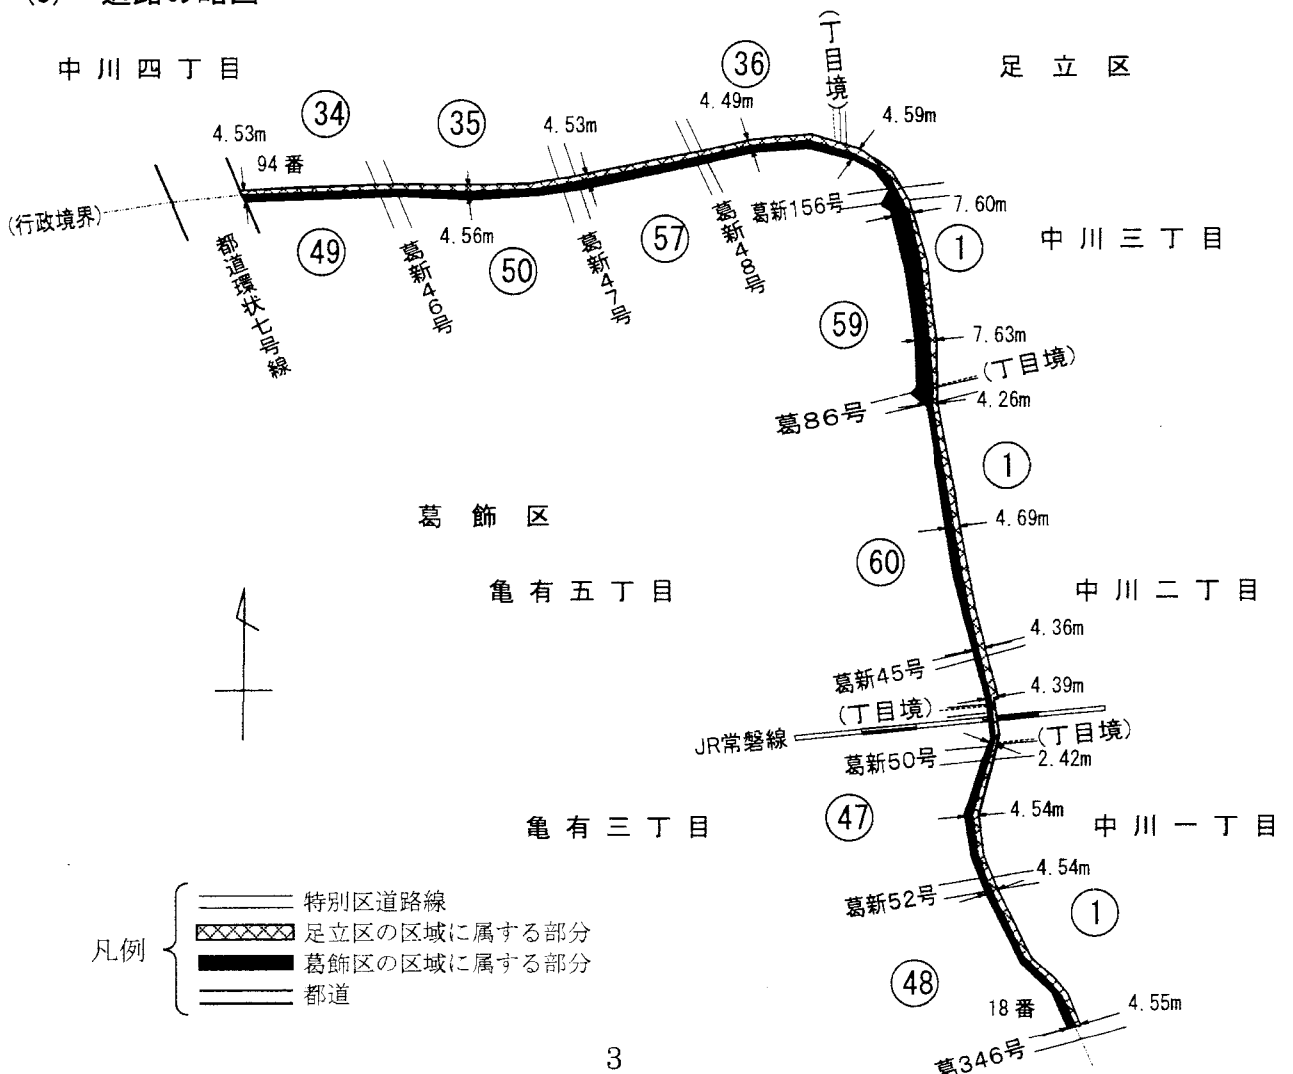 中川四丁目
足立区
(丁目境)
36
34
35
4.49m
4.53m
4.53m
4.59m
94番
(行政境界)
葛新156号
7.60m
都道環状七号線
49
葛新46号
4.56m
50
葛新47号
57
葛新48号
1
中川三丁目
59
7.63m
(丁目境)
4.26m
葛86号
1
葛飾区
4.69m
60
亀有五丁目
中川二丁目
4.36m
葛新45号
4.39m
(丁目境)
JR常磐線
(丁目境)
葛新50号
2.42m
47
4.54m
亀有三丁目
中川一丁目
4.54m
葛新52号
1
凡例
特別区道路線
足立区の区域に属する部分
葛飾区の区域に属する部分
都道
48
18番
4.55m
葛346号
3